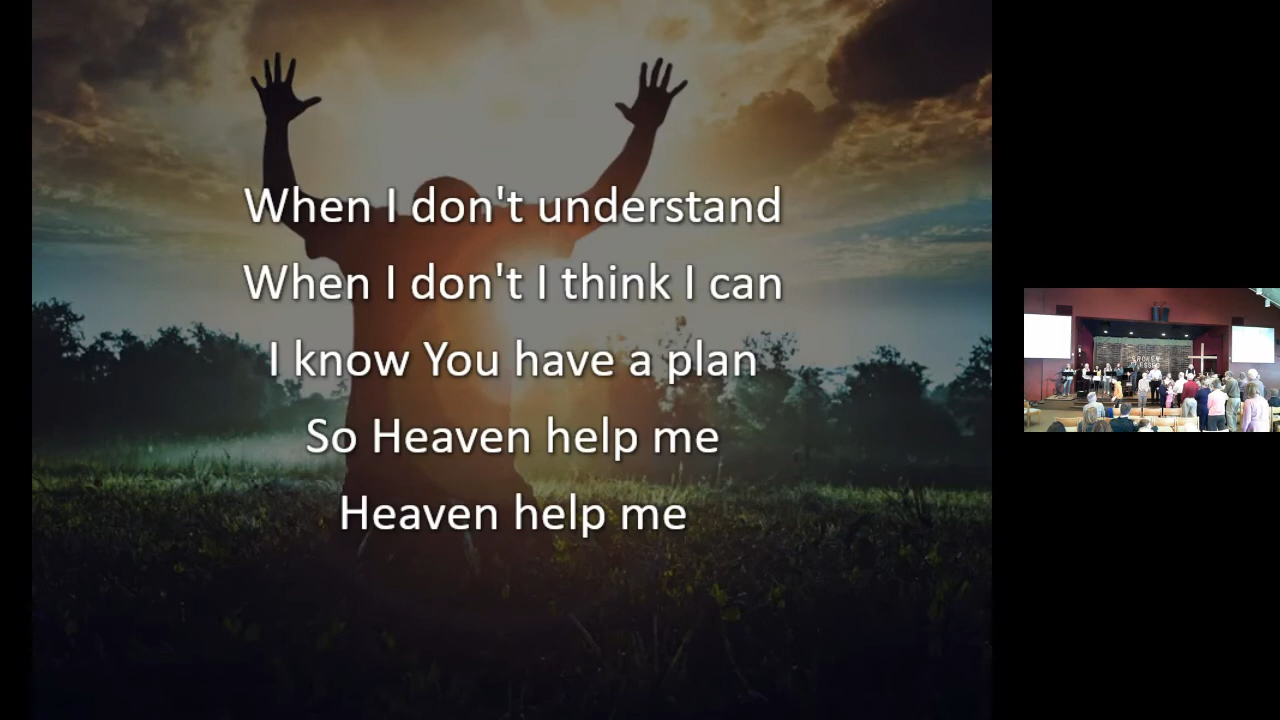 When I don't understand
When I don't I think I can
I know You have a plan
So Heaven help me
Heaven help me